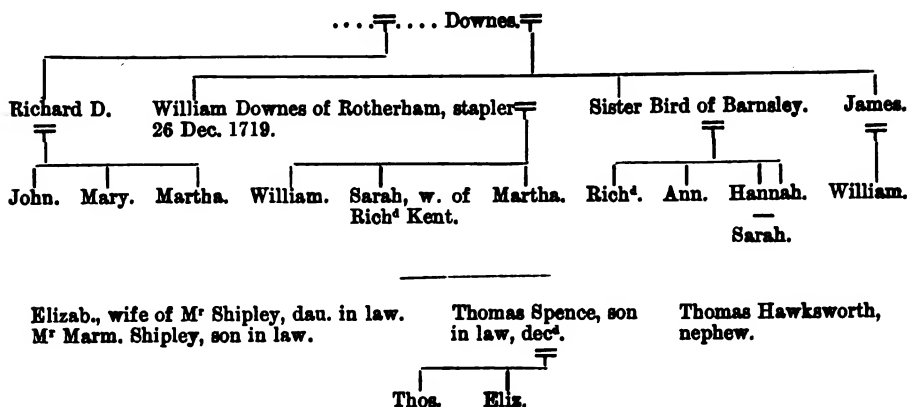 .... .... Downes.
Richard D. William Downes of Rotherham, stapler Sister Bird of Barnsley. James.
26 Dec. 1719.
John. Mary. Martha. William. Sarah, w. of Martha. Richᵈ. Ann. Hannah. William.
Richᵈ Kent.
Sarah.
Elizab., wife of Mʳ Shipley, dau. in law. Thomas Spence, son Thomas Hawksworth,
Mʳ Marm. Shipley, son in law. in law, decᵈ. nephew.
Thos. Eliz.